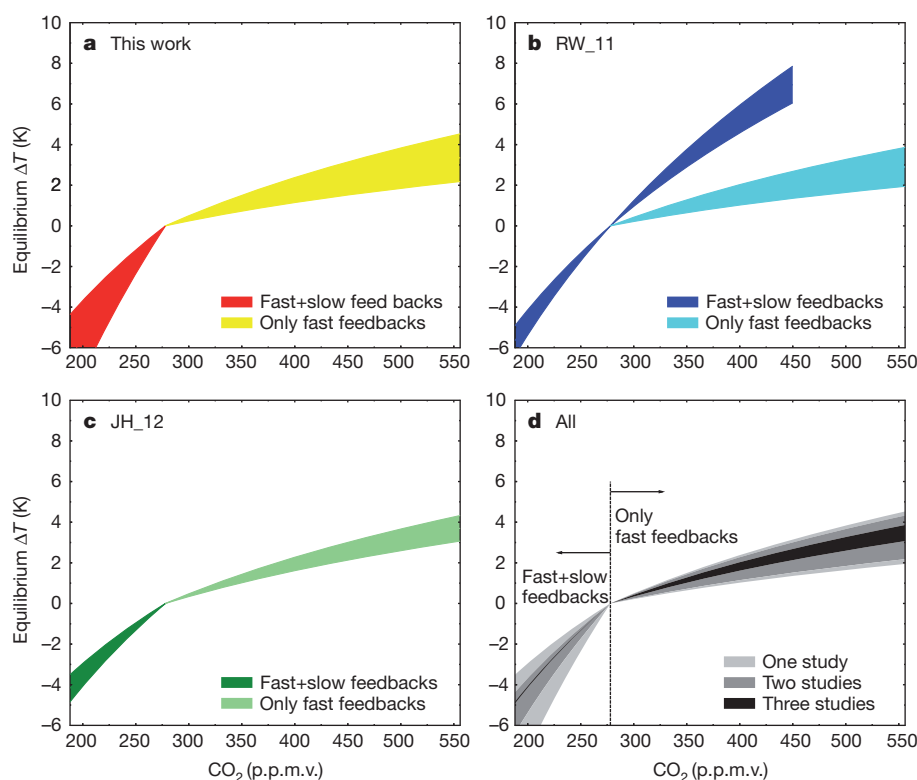 a This work
b RW_11
10
8
6
4
2
0
−2
−4
−6
Equilibrium ΔT (K)
Fast+slow feed backs
Only fast feedbacks
200 250 300 350 400 450 500 550
10
8
6
4
2
0
−2
−4
−6
Fast+slow feedbacks
Only fast feedbacks
200 250 300 350 400 450 500 550
c JH_12
d All
10
8
6
4
2
0
−2
−4
−6
Equilibrium ΔT (K)
Fast+slow feedbacks
Only fast feedbacks
200 250 300 350 400 450 500 550
CO2 (p.p.m.v.)
10
8
6
4
2
0
−2
−4
−6
Only
fast feedbacks
Fast+slow
feedbacks
One study
Two studies
Three studies
200 250 300 350 400 450 500 550
CO2 (p.p.m.v.)